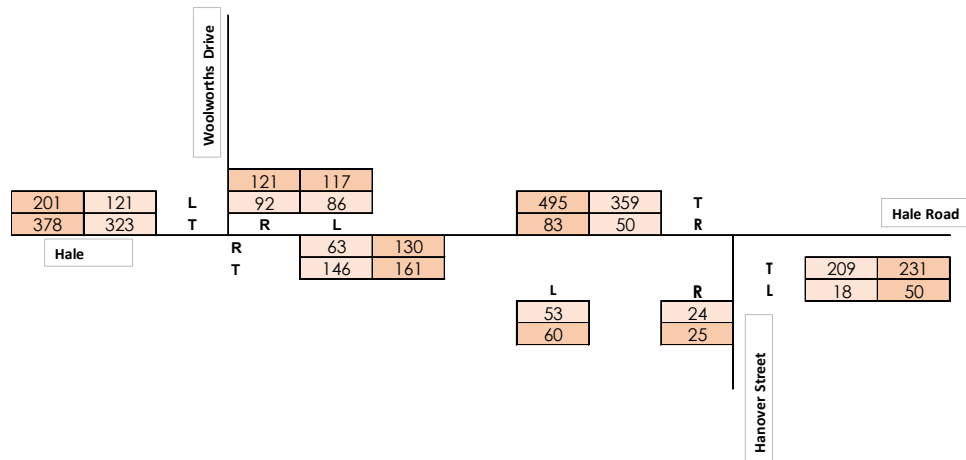 Woolworths Drive
121 117
201 121 L 92 86 495 359 T
378 323 T R L 83 50 R Hale Road
Hale R 63 130
T 146 161 T 209 231
L R L 18 50
53 24
60 25
Hanover Street